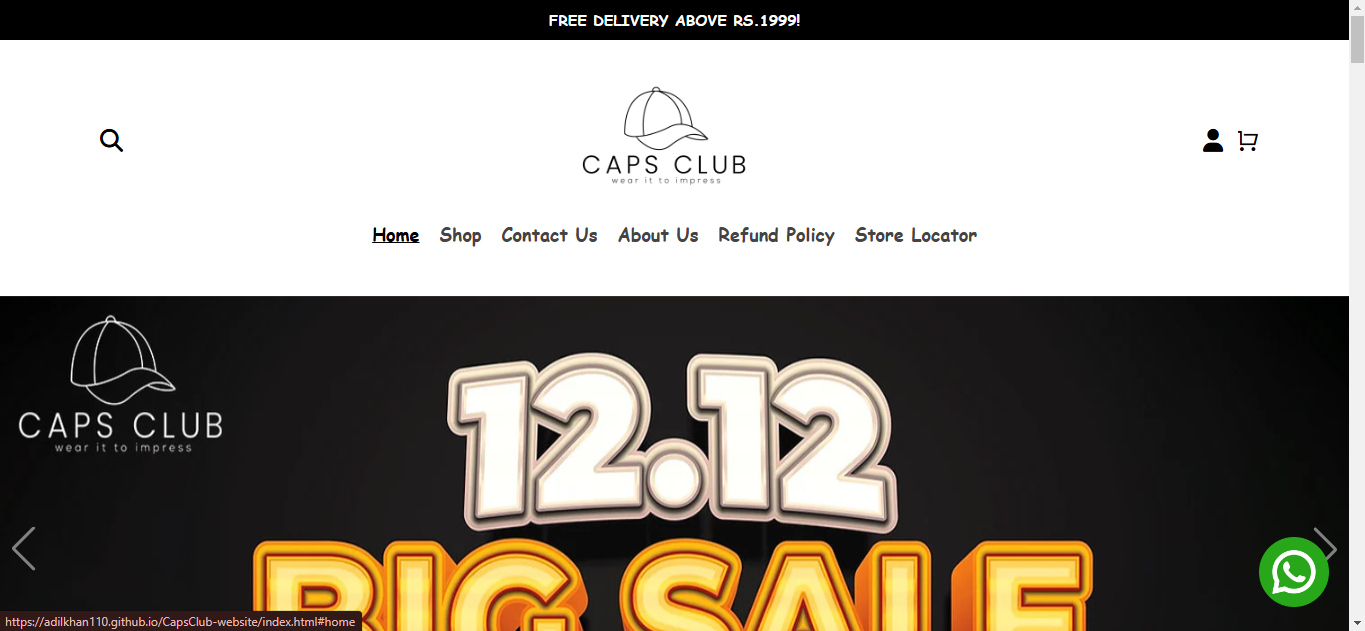 FREE DELIVERY ABOVE RS.1999!
CAPS CLUB
wear it to impress
Home Shop Contact Us About Us Refund Policy Store Locator
CAPS CLUB
wear it to impress
12.12
BIG SALE
https://adilkhan110.github.io/CapsClub-website/index.html#home